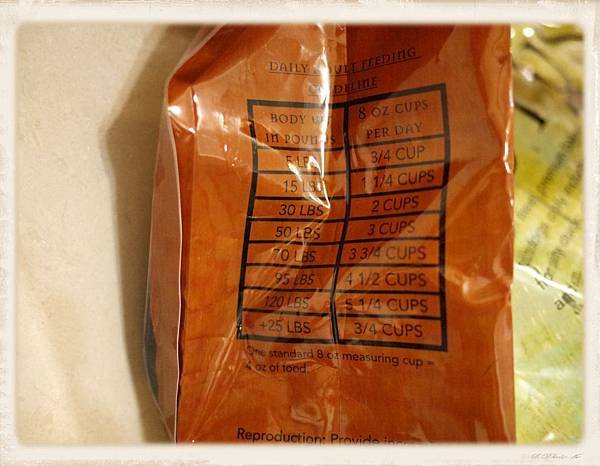 DAILY FEEDING
BODY
IN POUNDS
8 OZ CUPS
PER DAY
5 3/4 CUP
15 LBS 1 1/4 CUPS
30 LBS 2 CUPS
50 LBS 3 CUPS
70 LBS 3 3/4 CUPS
95 LBS 4 1/2 CUPS
120 LBS 5 1/4 CUPS
+25 LBS 3/4 CUPS
One standard 8 oz measuring cup =
4 oz of food
Reproduction: Provide